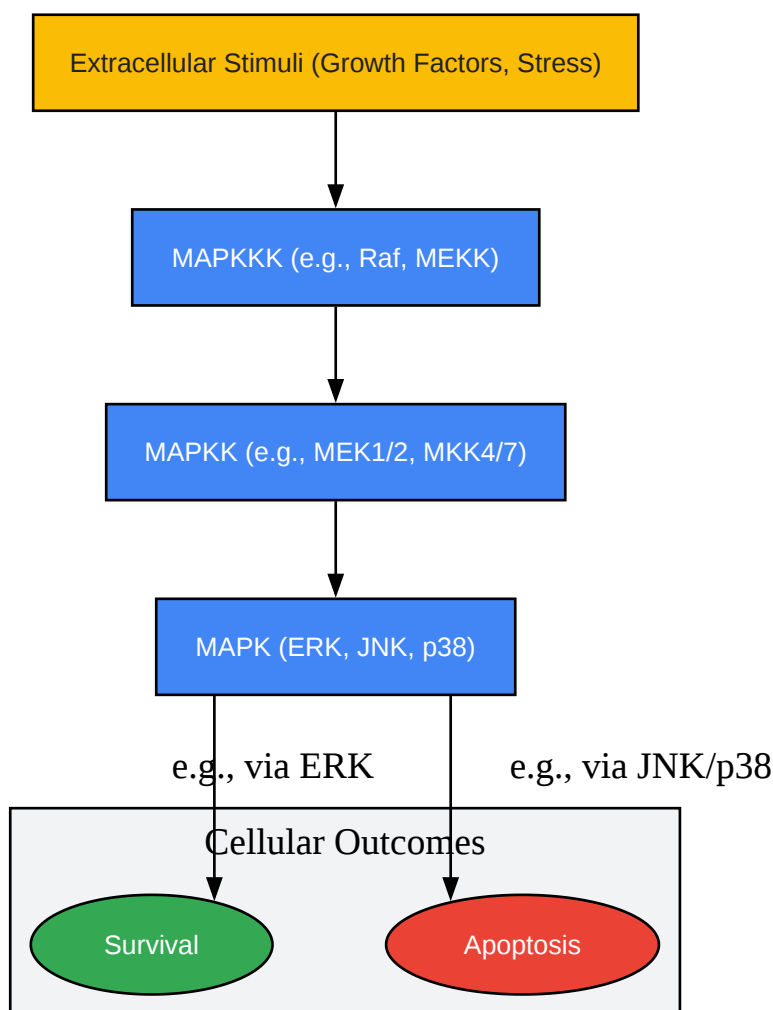 Extracellular Stimuli (Growth Factors, Stress)
MAPKKK (e.g., Raf, MEKK)
MAPKK (e.g., MEK1/2, MKK4/7)
MAPK (ERK, JNK, p38)
e.g., via ERK
e.g., via JNK/p38
Cellular Outcomes
Survival
Apoptosis